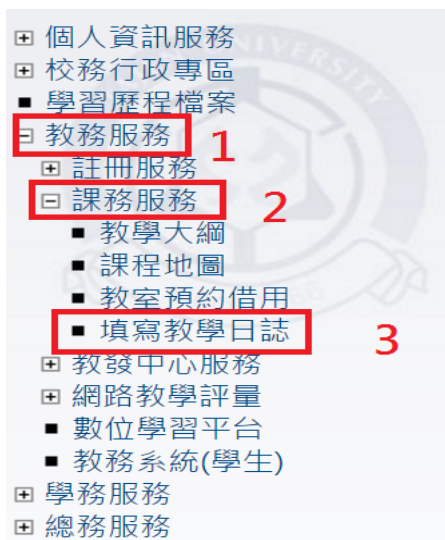 個人資訊服務
校務行政專區
學習歷程檔案
教務服務 1
註冊服務
課務服務 2
教學大綱
課程地圖
教室預約借用
填寫教學日誌 3
教發中心服務
網路教學評量
數位學習平台
教務系統(學生)
學務服務
總務服務